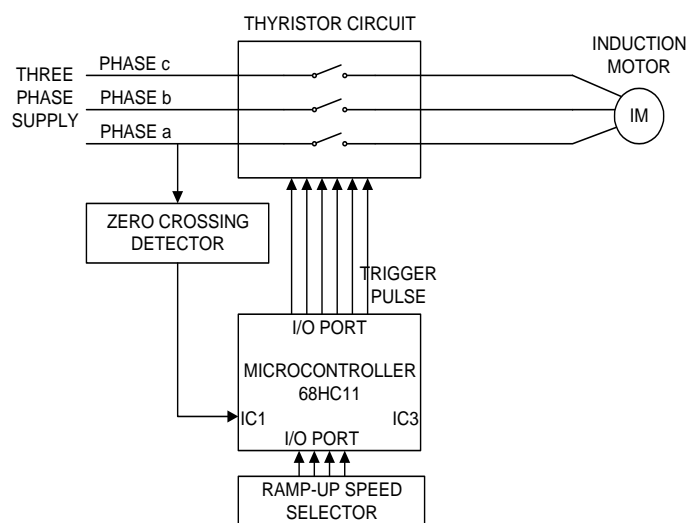 THYRISTOR CIRCUIT
INDUCTION
MOTOR
THREE
PHASE
SUPPLY
PHASE c
PHASE b
PHASE a
IM
ZERO CROSSING
DETECTOR
TRIGGER
PULSE
I/O PORT
MICROCONTROLLER
68HC11
IC1
IC3
I/O PORT
RAMP-UP SPEED
SELECTOR